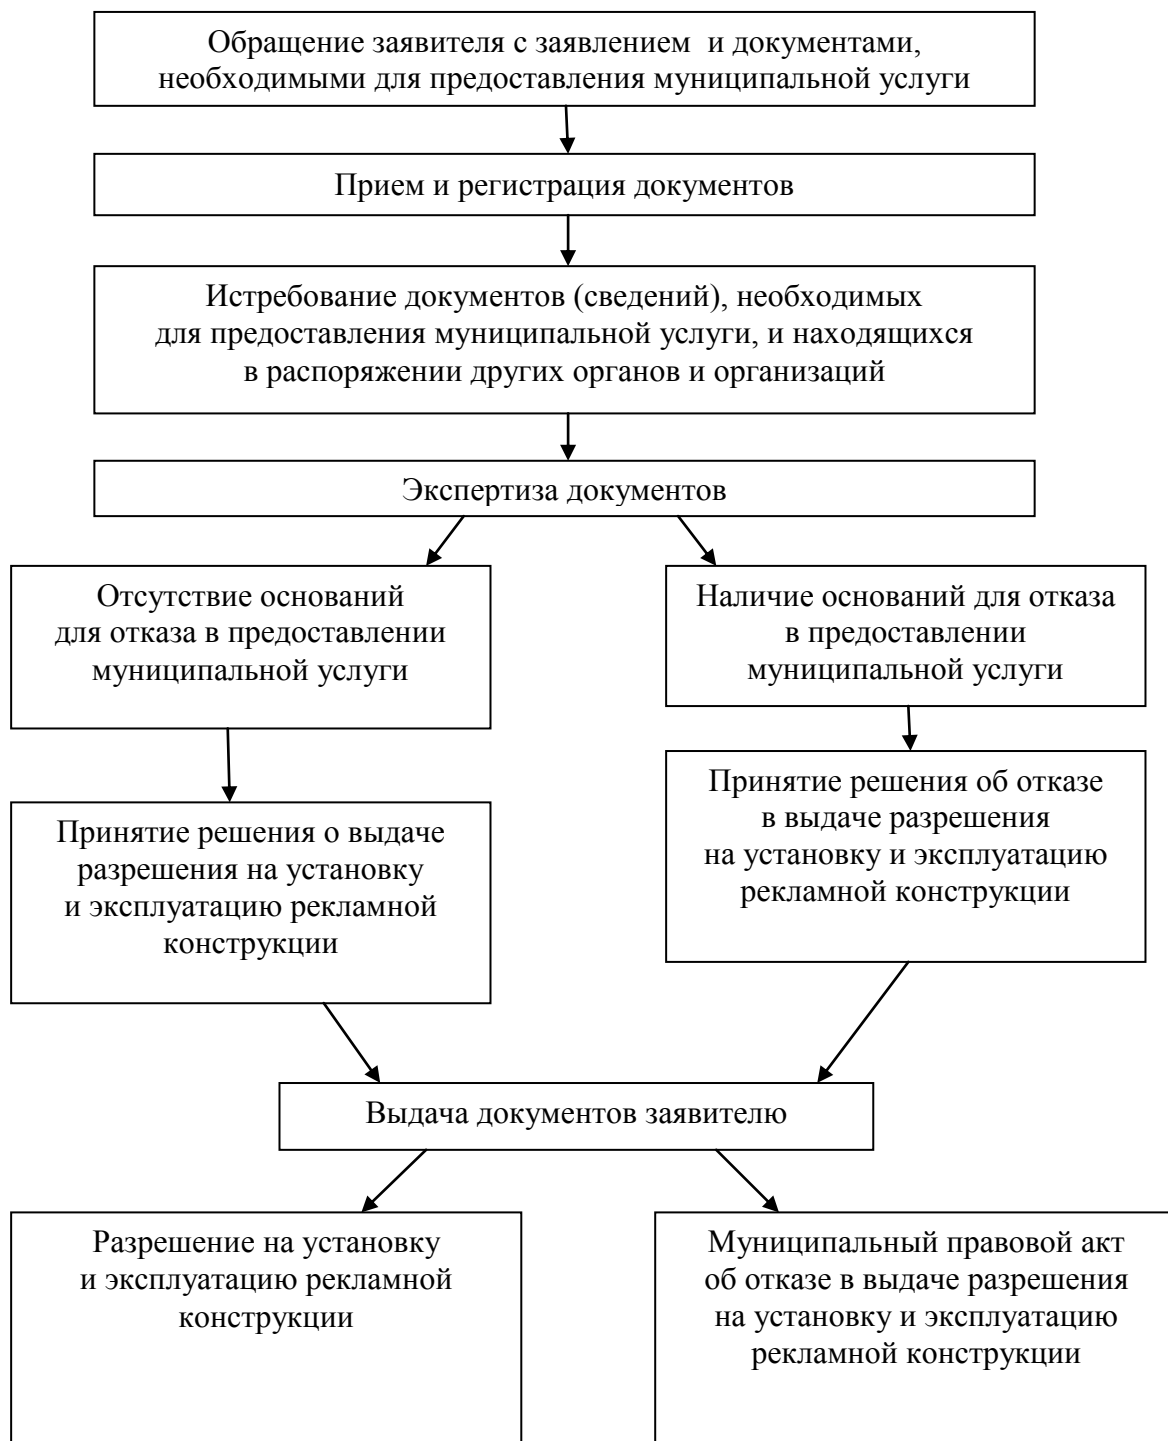 Обращение заявителя с заявлением и документами,
необходимыми для предоставления муниципальной услуги
Прием и регистрация документов
Истребование документов (сведений), необходимых
для предоставления муниципальной услуги, и находящихся
в распоряжении других органов и организаций
Экспертиза документов
Отсутствие оснований
для отказа в предоставлении
муниципальной услуги
Наличие оснований для отказа
в предоставлении
муниципальной услуги
Принятие решения о выдаче
разрешения на установку
и эксплуатацию рекламной
конструкции
Принятие решения об отказе
в выдаче разрешения
на установку и эксплуатацию
рекламной конструкции
Выдача документов заявителю
Разрешение на установку
и эксплуатацию рекламной
конструкции
Муниципальный правовой акт
об отказе в выдаче разрешения
на установку и эксплуатацию
рекламной конструкции